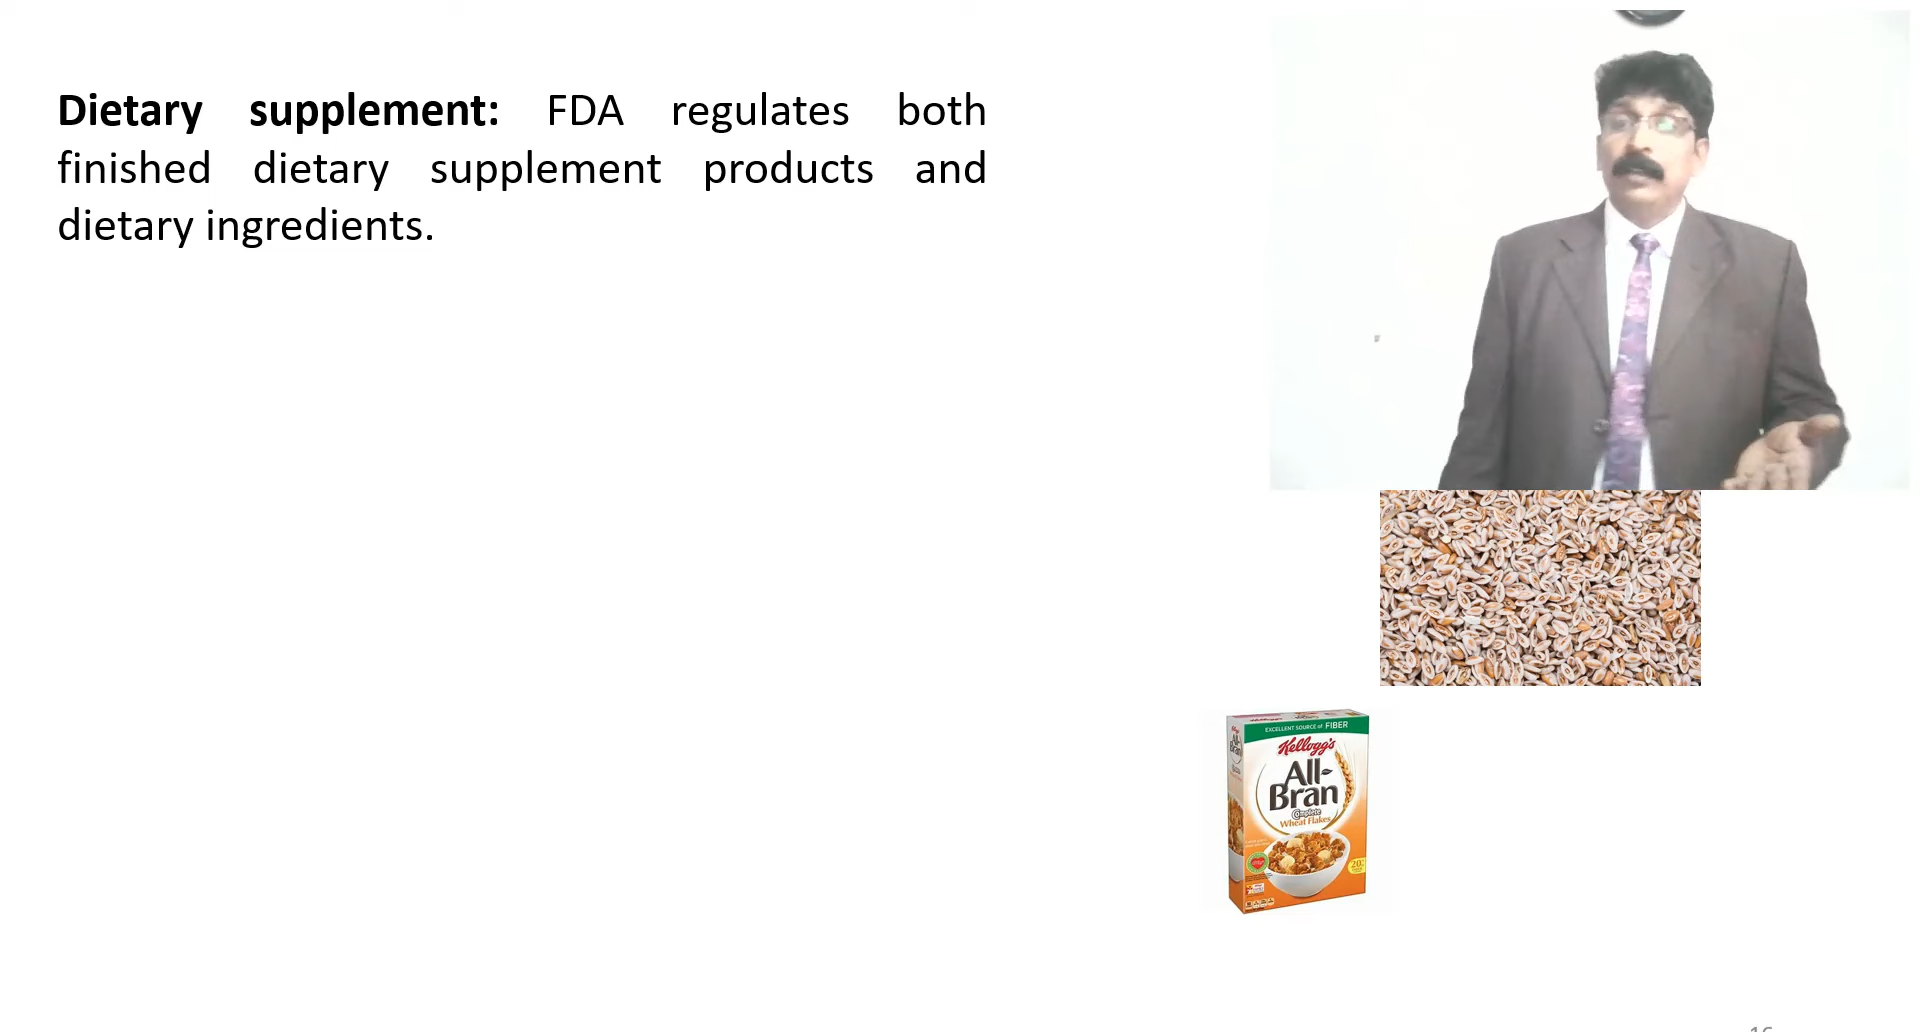 Dietary supplement: FDA regulates both
finished dietary supplement products and
dietary ingredients.
EXCELLENT SOURCE of FIBER
Kellogg's
All-
Bran
Complete
Wheat Flakes